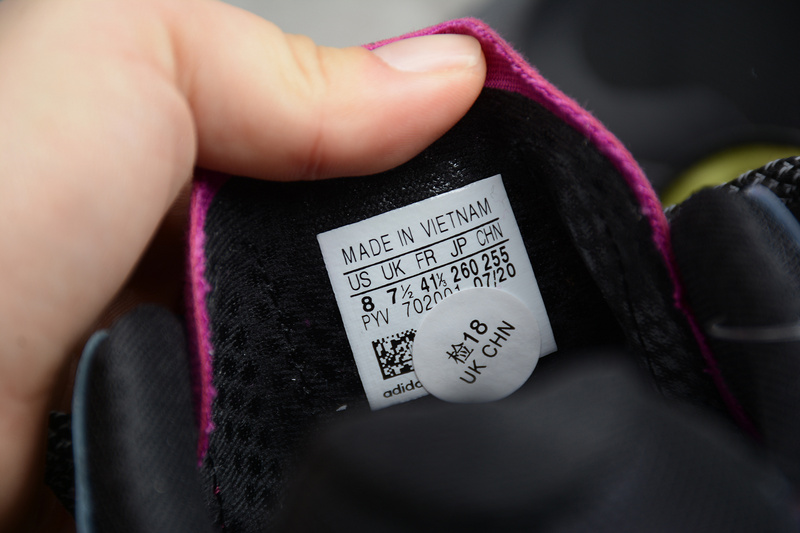 MADE IN VIETNAM
US UK FR JP CHN
8 7½ 41⅓ 260 255
PYV 702001 07/20
检18
UK CHN